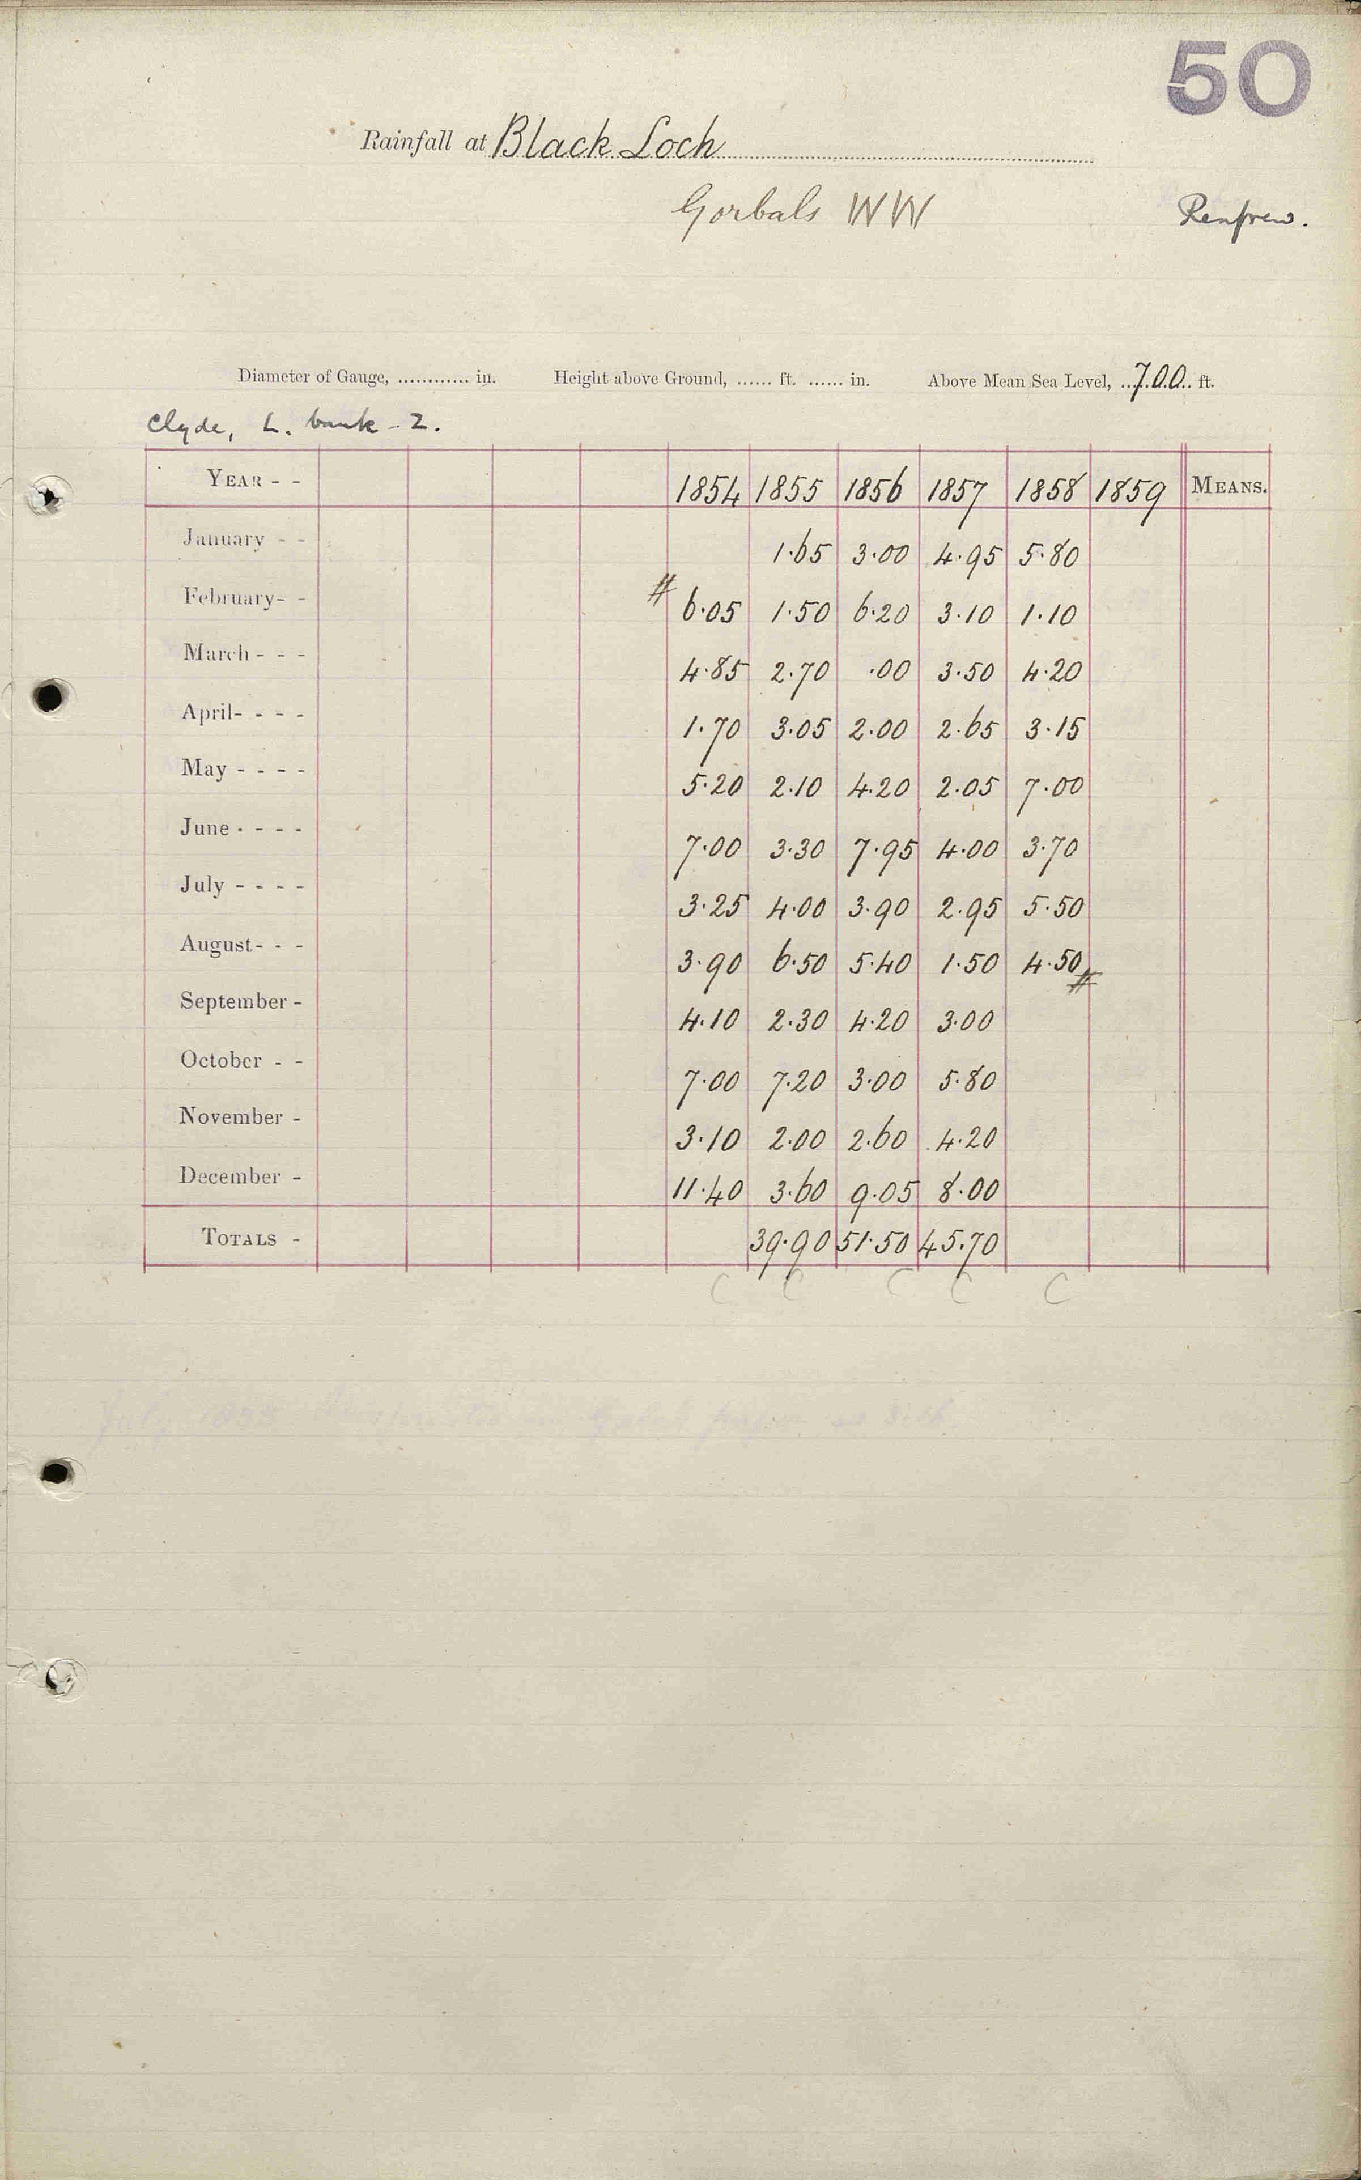 50
Rainfall at Black Loch
Gorbals WW
Renfrew.
Diameter of Gauge, ............ in. Height above Ground, ...... ft. ...... in. Above Mean Sea Level, ..700.. ft.
Clyde, L. bank - 2.
YEAR - - 1854 1855 1856 1857 1858 1859 MEANS.
January - - 1.65 3.00 4.95 5.80
February- - # 6.05 1.50 6.20 3.10 1.10
March - - - 4.85 2.70 .00 3.50 4.20
April- - - - 1.70 3.05 2.00 2.65 3.15
May - - - - 5.20 2.10 4.20 2.05 7.00
June - - - - 7.00 3.30 7.95 4.00 3.70
July - - - - 3.25 4.00 3.90 2.95 5.50
August- - - 3.90 6.50 5.40 1.50 4.50 #
September - 4.10 2.30 4.20 3.00
October - - 7.00 7.20 3.00 5.80
November - 3.10 2.00 2.60 4.20
December - 11.40 3.60 9.05 8.00
TOTALS - 39.90 51.50 45.70
C C C C C